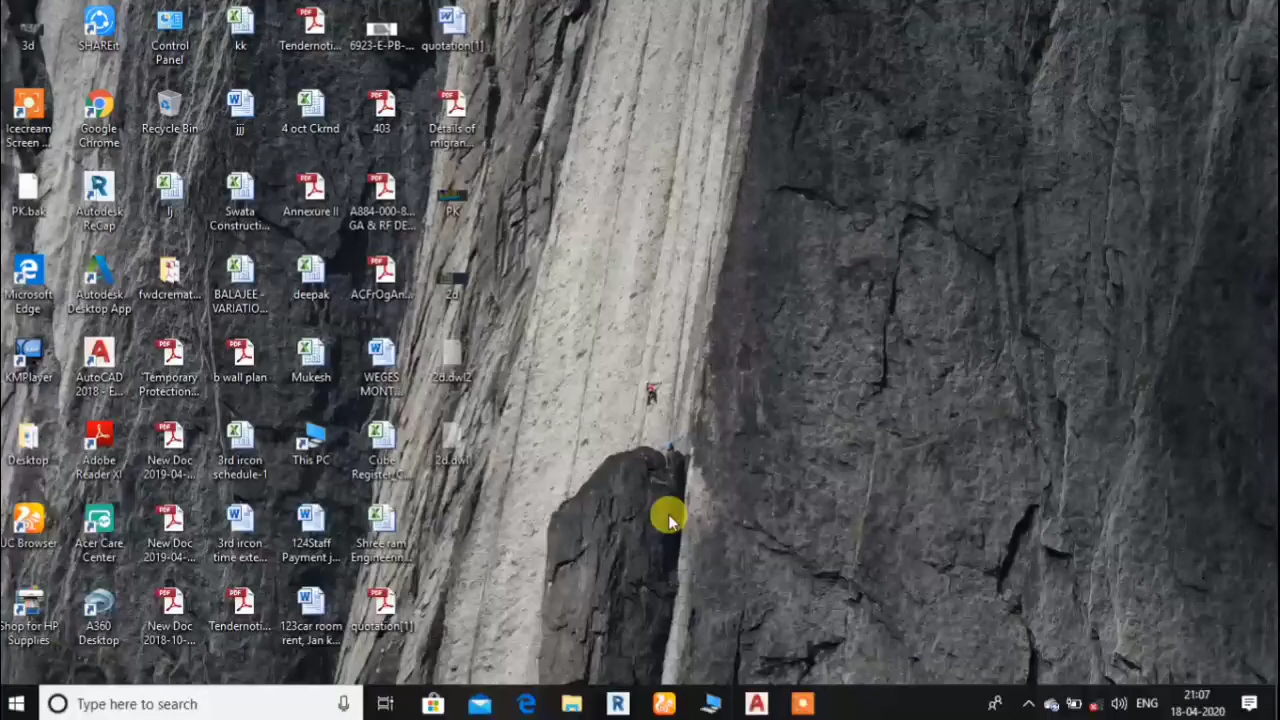 3d
SHAREit
Control
Panel
kk
Tendernoti...
6923-E-PB-...
quotation[1]
Icecream
Screen ...
Google
Chrome
Recycle Bin
jjj
4 oct Ckrnd
403
Details of
migran...
PK.bak
Autodesk
ReCap
lj
Swata
Constructi...
Annexure II
A884-000-8...
GA & RF DE...
PK
Microsoft
Edge
Autodesk
Desktop App
fwdcremat...
BALAJEE -
VARIATIO...
deepak
ACFrOgAn...
2d
KMPlayer
AutoCAD
2018 - E...
'Temporary
Protection...
b wall plan
Mukesh
WEGES
MONT...
2d.dwl2
Desktop
Adobe
Reader XI
New Doc
2019-04-...
3rd ircon
schedule-1
This PC
Cube
Register_C...
2d.dwl
UC Browser
Acer Care
Center
New Doc
2019-04-...
3rd ircon
time exte...
124Staff
Payment j...
Shree ram
Engineerin...
Shop for HP
Supplies
A360
Desktop
New Doc
2018-10-...
Tendernoti...
123car room
rent, Jan k...
quotation[1]
Type here to search
ENG
21:07
18-04-2020